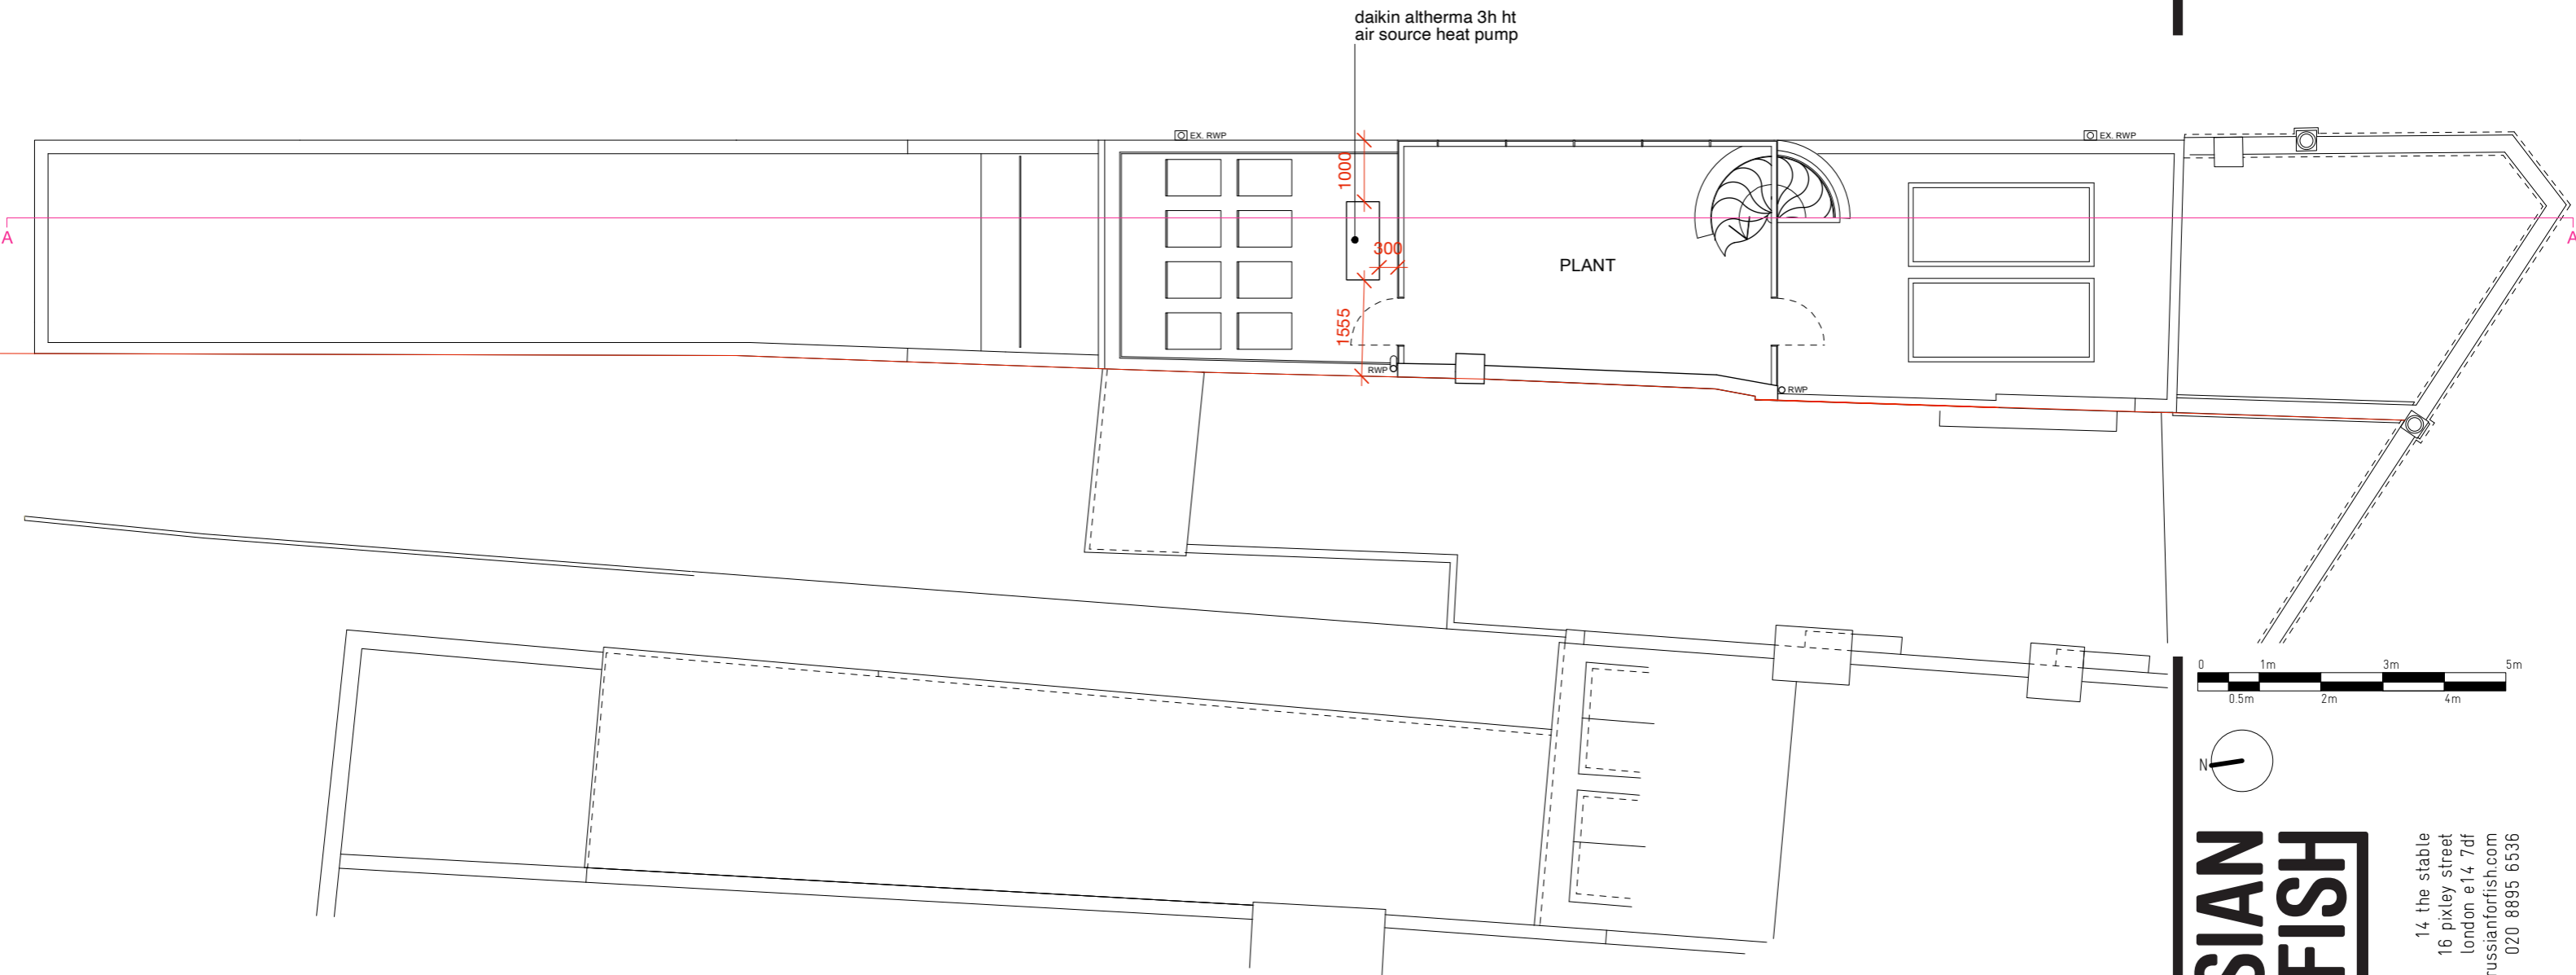 daikin altherma 3h ht
air source heat pump
EX. RWP
EX. RWP
1000
A
A
300
PLANT
1555
RWP
RWP
0
1m
3m
5m
0.5m
2m
4m
N
SIAN
FISH
14 the stable
16 pixley street
london e14 7df
russianforfish.com
020 8895 6536